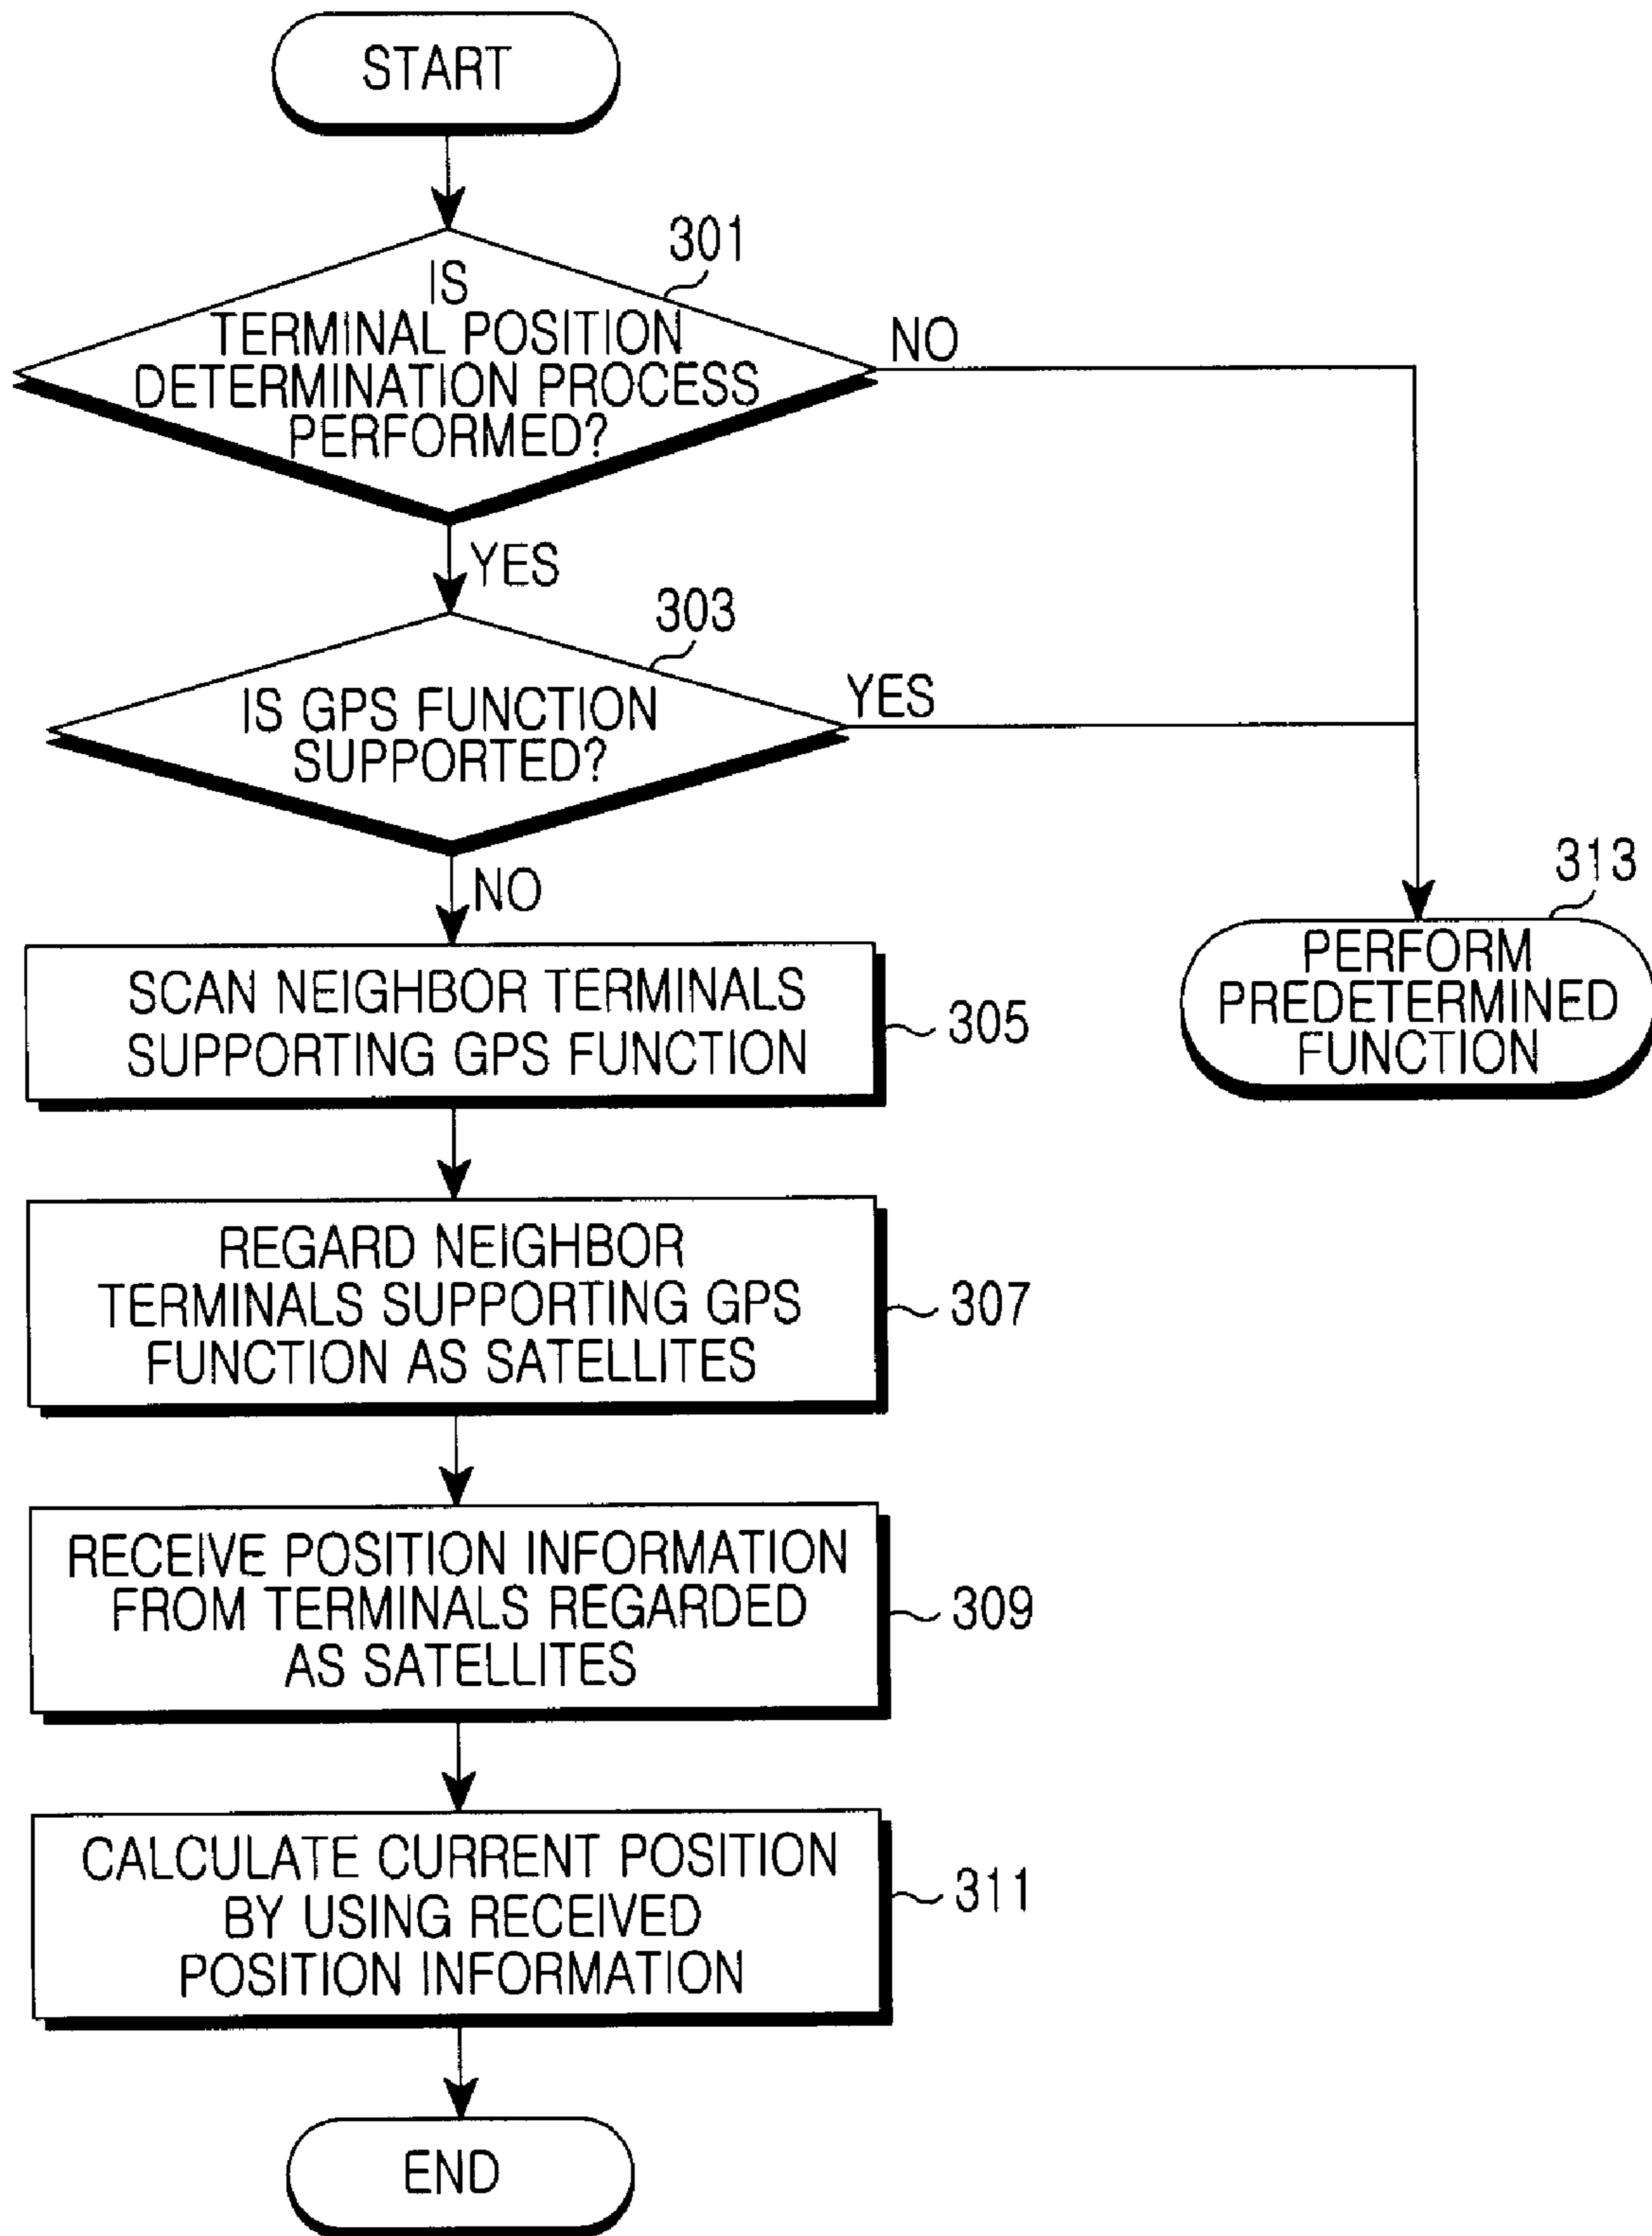 START
301
IS
TERMINAL POSITION
DETERMINATION PROCESS
PERFORMED?
NO
YES
303
IS GPS FUNCTION
SUPPORTED?
YES
NO
313
PERFORM
PREDETERMINED
FUNCTION
SCAN NEIGHBOR TERMINALS
SUPPORTING GPS FUNCTION
305
REGARD NEIGHBOR
TERMINALS SUPPORTING GPS
FUNCTION AS SATELLITES
307
RECEIVE POSITION INFORMATION
FROM TERMINALS REGARDED
AS SATELLITES
309
CALCULATE CURRENT POSITION
BY USING RECEIVED
POSITION INFORMATION
311
END